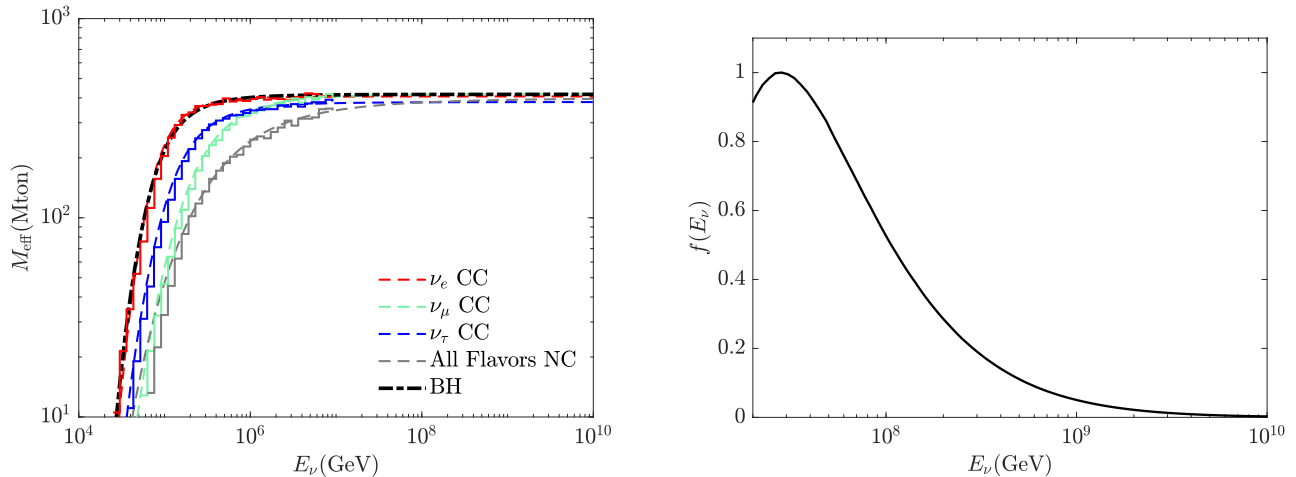 10^3
10^2
10^1
M_eff(Mton)
ν_e CC
ν_μ CC
ν_τ CC
All Flavors NC
BH
10^4 10^6 10^8 10^10
E_ν(GeV)
1
0.8
0.6
0.4
0.2
0
f(E_ν)
10^8 10^9 10^10
E_ν(GeV)